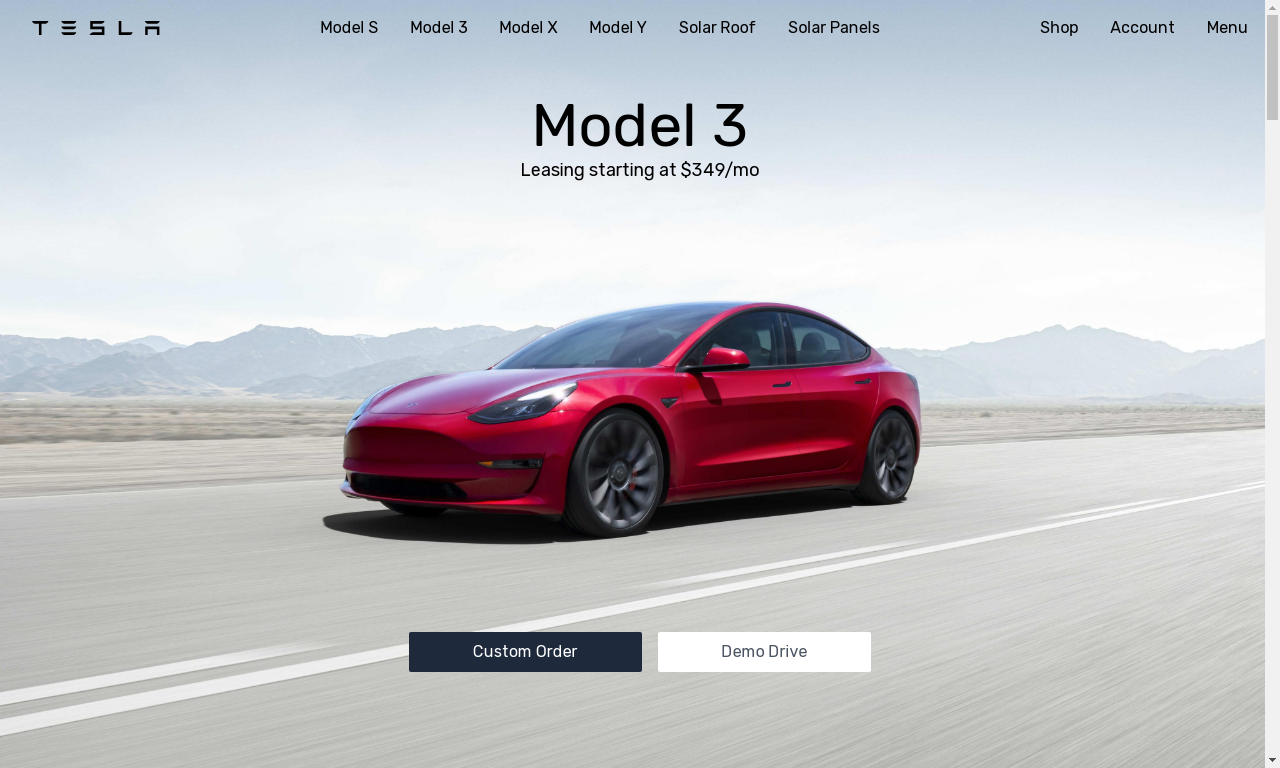 TESLA
Model S Model 3 Model X Model Y Solar Roof Solar Panels Shop Account Menu
Model 3
Leasing starting at $349/mo
Custom Order Demo Drive